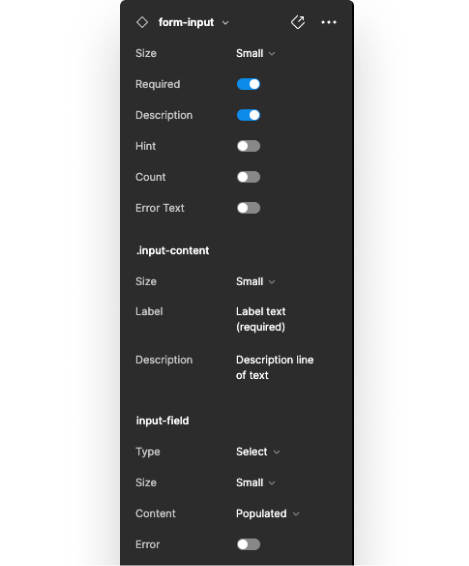 form-input
Size Small
Required
Description
Hint
Count
Error Text
.input-content
Size Small
Label Label text
(required)
Description Description line
of text
input-field
Type Select
Size Small
Content Populated
Error